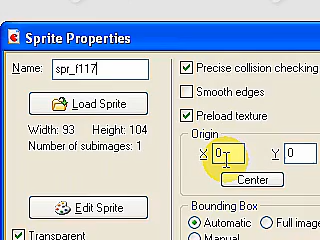 Sprite Properties
Name: spr_f117
Load Sprite
Width: 93 Height: 104
Number of subimages: 1
Edit Sprite
Transparent
Precise collision checking
Smooth edges
Preload texture
Origin
X 0 Y 0
Center
Bounding Box
Automatic Full image
Manual